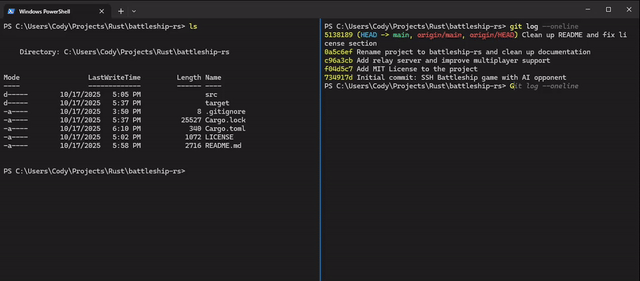 Windows PowerShell
PS C:\Users\Cody\Projects\Rust\battleship-rs> ls
Directory: C:\Users\Cody\Projects\Rust\battleship-rs
Mode LastWriteTime Length Name
---- ------------- ------ ----
d----- 10/17/2025 5:05 PM src
d----- 10/17/2025 5:37 PM target
-a---- 10/17/2025 3:50 PM 8 .gitignore
-a---- 10/17/2025 5:37 PM 25527 Cargo.lock
-a---- 10/17/2025 6:10 PM 340 Cargo.toml
-a---- 10/17/2025 5:02 PM 1072 LICENSE
-a---- 10/17/2025 5:58 PM 2716 README.md
PS C:\Users\Cody\Projects\Rust\battleship-rs>
PS C:\Users\Cody\Projects\Rust\battleship-rs> git log --oneline
5138189 (HEAD -> main, origin/main, origin/HEAD) Clean up README and fix li
cense section
0a5c6ef Rename project to battleship-rs and clean up documentation
c96a3cb Add relay server and improve multiplayer support
f04d5c7 Add MIT License to the project
734917d Initial commit: SSH Battleship game with AI opponent
PS C:\Users\Cody\Projects\Rust\battleship-rs> Git log --oneline